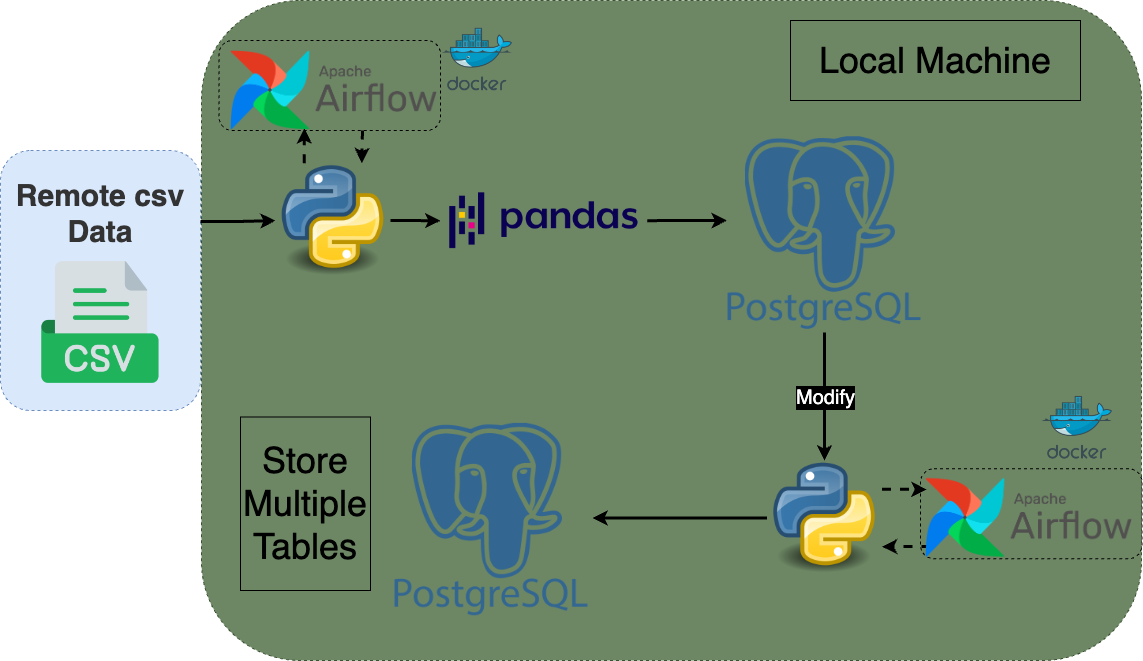 Local Machine
Apache
Airflow
docker
Remote csv
Data
CSV
pandas
PostgreSQL
Modify
docker
Apache
Airflow
Store
Multiple
Tables
PostgreSQL